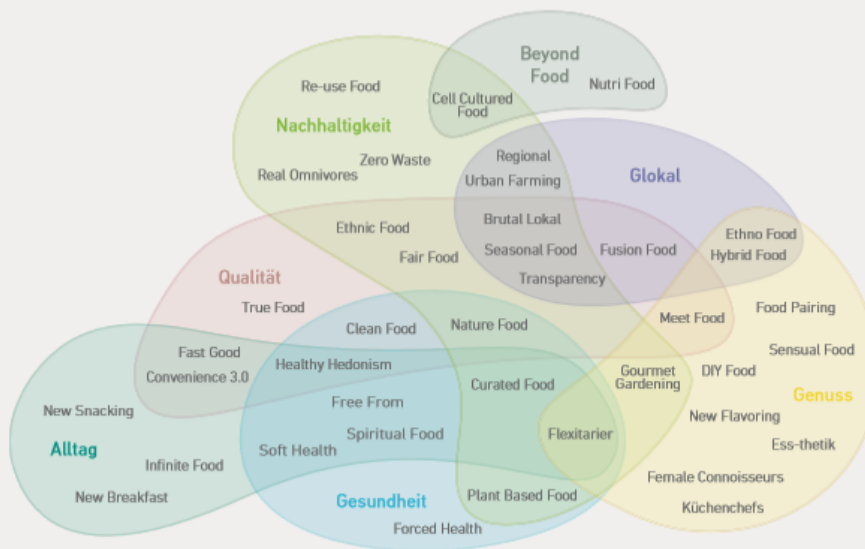 Beyond
Food
Nutri Food
Re-use Food
Cell Cultured
Food
Nachhaltigkeit
Regional
Zero Waste
Real Omnivores
Urban Farming
Glokal
Ethnic Food
Brutal Lokal
Ethno Food
Fair Food
Seasonal Food
Fusion Food
Hybrid Food
Qualität
Transparency
True Food
Clean Food
Nature Food
Meet Food
Food Pairing
Fast Good
Healthy Hedonism
Sensual Food
Convenience 3.0
Curated Food
Gourmet
Gardening
DIY Food
Genuss
New Snacking
Free From
New Flavoring
Alltag
Soft Health
Spiritual Food
Flexitarier
Ess-thetik
Infinite Food
Female Connoisseurs
New Breakfast
Gesundheit
Plant Based Food
Küchenchefs
Forced Health